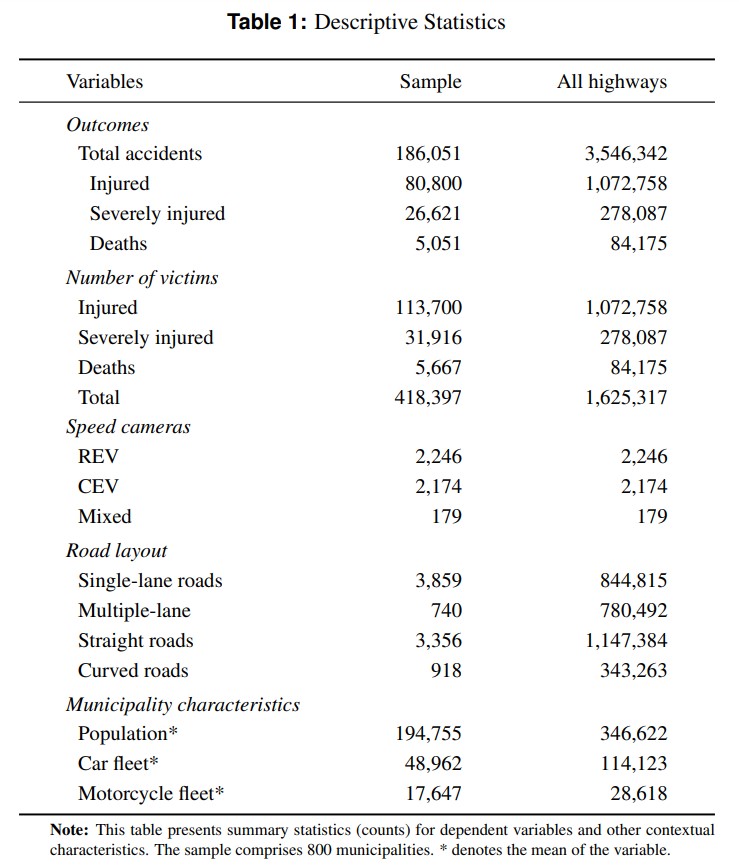 Table 1: Descriptive Statistics
Variables Sample All highways
Outcomes
Total accidents 186,051 3,546,342
Injured 80,800 1,072,758
Severely injured 26,621 278,087
Deaths 5,051 84,175
Number of victims
Injured 113,700 1,072,758
Severely injured 31,916 278,087
Deaths 5,667 84,175
Total 418,397 1,625,317
Speed cameras
REV 2,246 2,246
CEV 2,174 2,174
Mixed 179 179
Road layout
Single-lane roads 3,859 844,815
Multiple-lane 740 780,492
Straight roads 3,356 1,147,384
Curved roads 918 343,263
Municipality characteristics
Population* 194,755 346,622
Car fleet* 48,962 114,123
Motorcycle fleet* 17,647 28,618
Note: This table presents summary statistics (counts) for dependent variables and other contextual
characteristics. The sample comprises 800 municipalities. * denotes the mean of the variable.